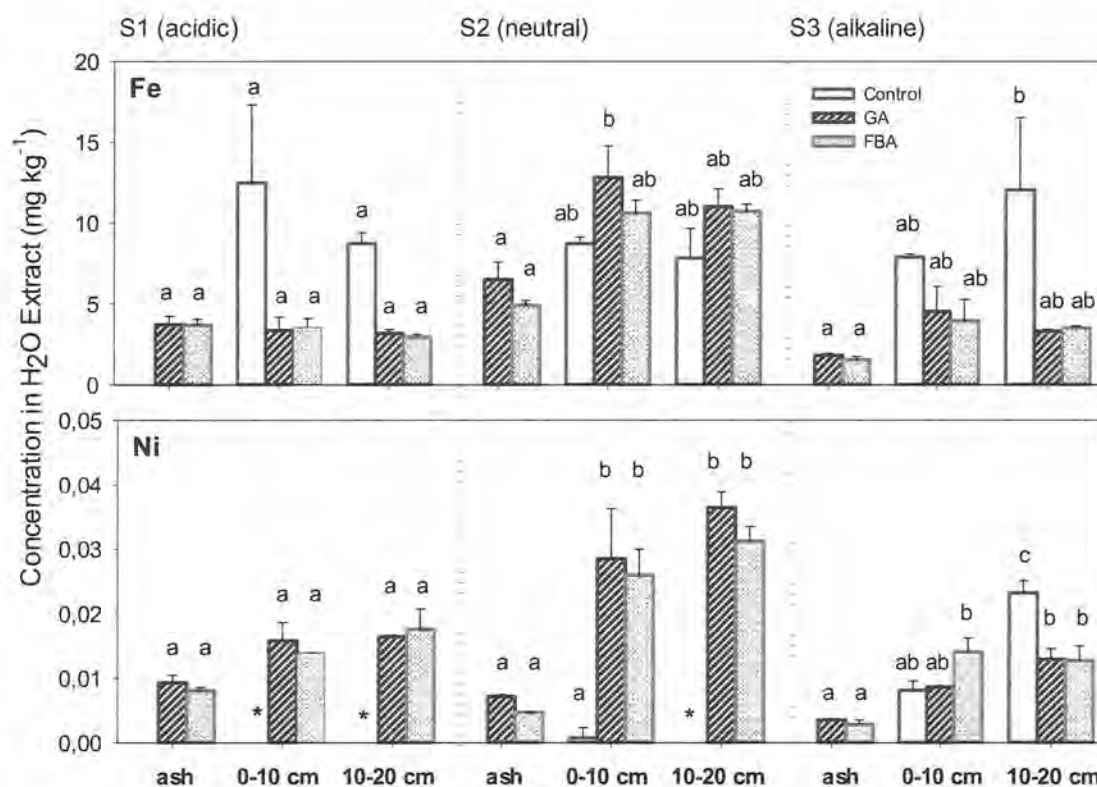 S1 (acidic) S2 (neutral) S3 (alkaline)
Concentration in H2O Extract (mg kg-1)
20
15
10
5
0
Fe
Control
GA
FBA
a a a a a a a a
a a ab b ab ab ab ab
a a ab ab ab b ab ab
0,05
0,04
0,03
0,02
0,01
0,00
Ni
a a * a a * a a
a a a b b * b b
a a ab ab b c b b
ash 0-10 cm 10-20 cm ash 0-10 cm 10-20 cm ash 0-10 cm 10-20 cm